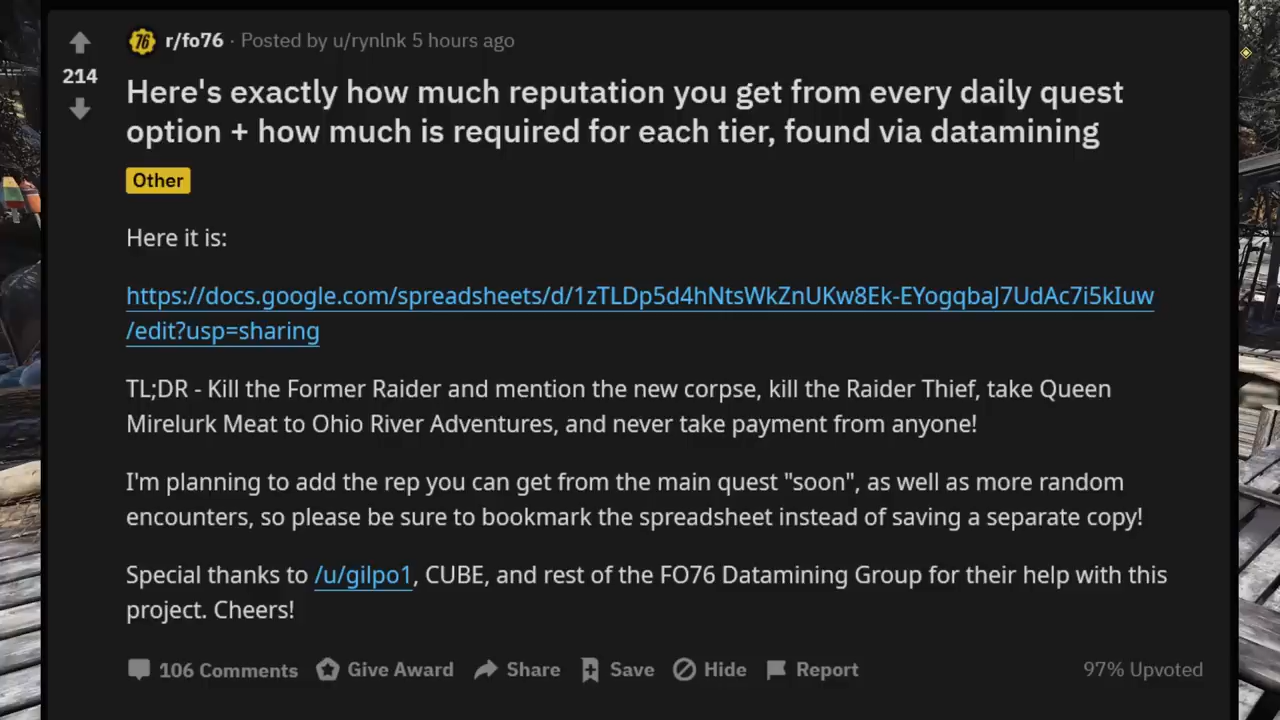 r/fo76 · Posted by u/rynlnk 5 hours ago
214
Here's exactly how much reputation you get from every daily quest
option + how much is required for each tier, found via datamining
Other
Here it is:
https://docs.google.com/spreadsheets/d/1zTLDp5d4hNtsWkZnUKw8Ek-EYogqbaJ7UdAc7i5kIuw
/edit?usp=sharing
TL;DR - Kill the Former Raider and mention the new corpse, kill the Raider Thief, take Queen
Mirelurk Meat to Ohio River Adventures, and never take payment from anyone!
I'm planning to add the rep you can get from the main quest "soon", as well as more random
encounters, so please be sure to bookmark the spreadsheet instead of saving a separate copy!
Special thanks to /u/gilpo1, CUBE, and rest of the FO76 Datamining Group for their help with this
project. Cheers!
106 Comments Give Award Share Save Hide Report 97% Upvoted